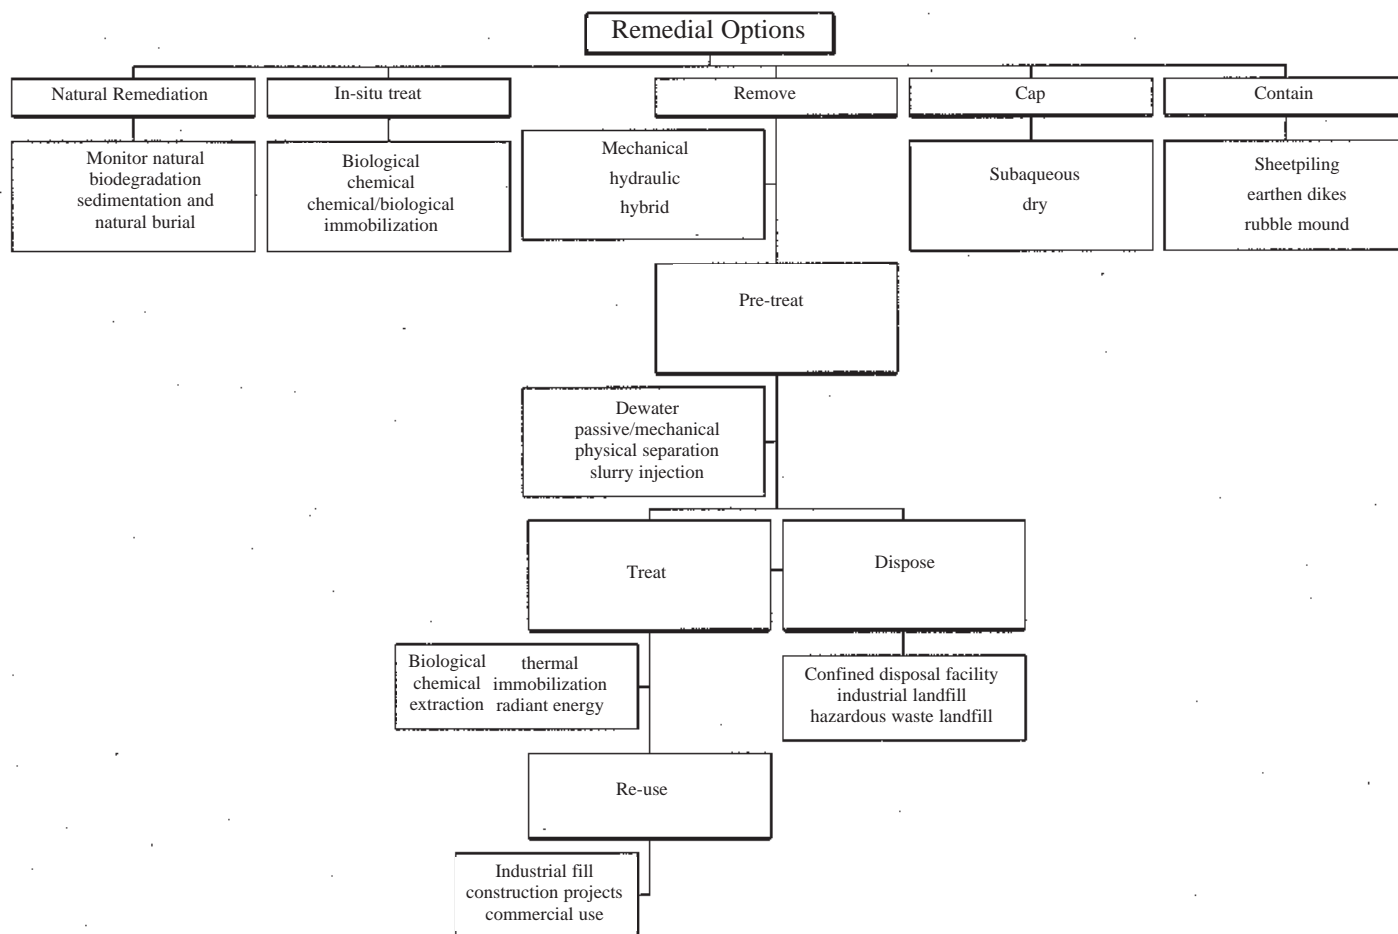 Remedial Options
Natural Remediation
In-situ treat
Remove
Cap
Contain
Monitor natural
biodegradation
sedimentation and
natural burial
Biological
chemical
chemical/biological
immobilization
Mechanical
hydraulic
hybrid
Subaqueous
dry
Sheetpiling
earthen dikes
rubble mound
Pre-treat
Dewater
passive/mechanical
physical separation
slurry injection
Treat
Dispose
Biological thermal
chemical immobilization
extraction radiant energy
Confined disposal facility
industrial landfill
hazardous waste landfill
Re-use
Industrial fill
construction projects
commercial use